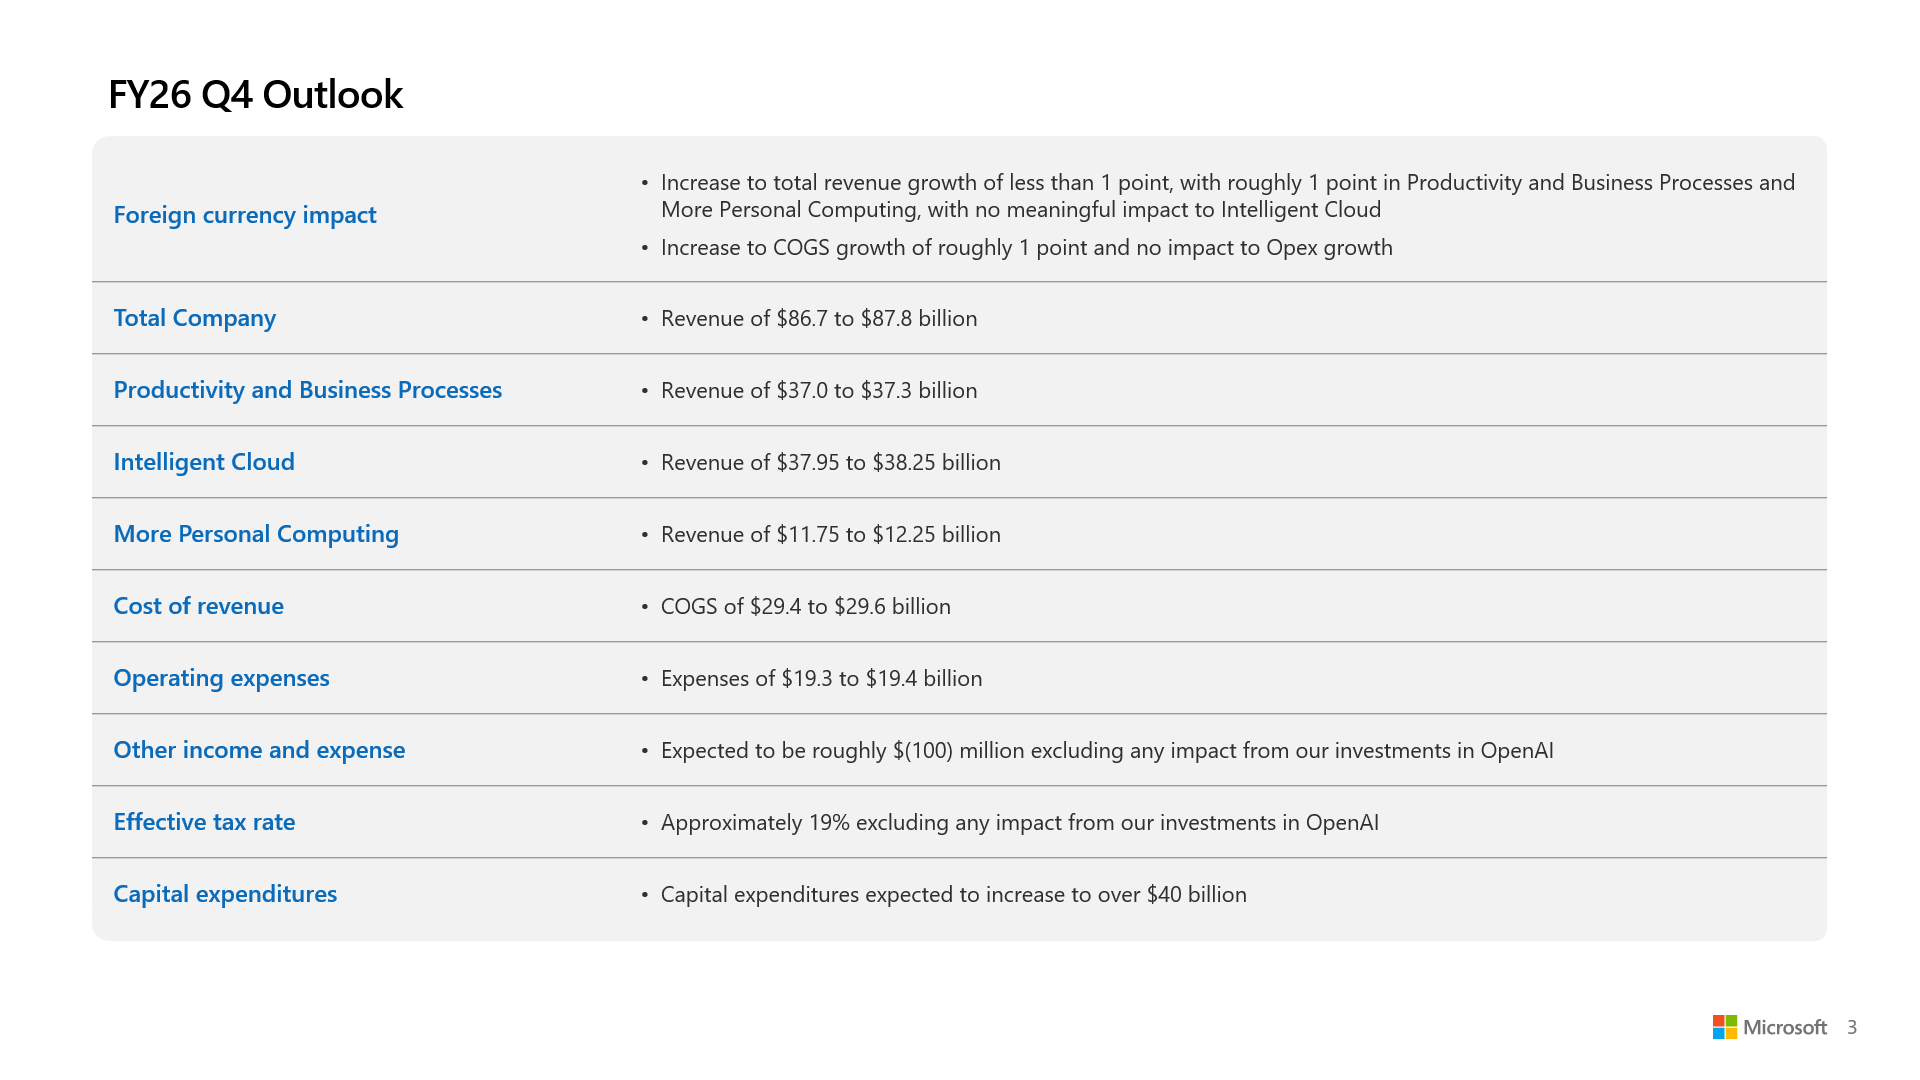 FY26 Q4 Outlook
Foreign currency impact
• Increase to total revenue growth of less than 1 point, with roughly 1 point in Productivity and Business Processes and
More Personal Computing, with no meaningful impact to Intelligent Cloud
• Increase to COGS growth of roughly 1 point and no impact to Opex growth
Total Company
• Revenue of $86.7 to $87.8 billion
Productivity and Business Processes
• Revenue of $37.0 to $37.3 billion
Intelligent Cloud
• Revenue of $37.95 to $38.25 billion
More Personal Computing
• Revenue of $11.75 to $12.25 billion
Cost of revenue
• COGS of $29.4 to $29.6 billion
Operating expenses
• Expenses of $19.3 to $19.4 billion
Other income and expense
• Expected to be roughly $(100) million excluding any impact from our investments in OpenAI
Effective tax rate
• Approximately 19% excluding any impact from our investments in OpenAI
Capital expenditures
• Capital expenditures expected to increase to over $40 billion
Microsoft 3